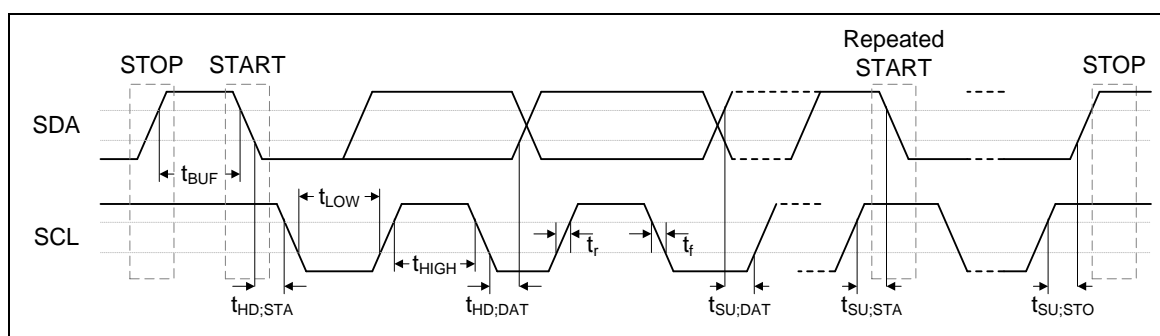 STOP START Repeated START STOP
SDA
tBUF
tLOW
SCL
tHIGH tr tf
tHD;STA tHD;DAT tSU;DAT tSU;STA tSU;STO